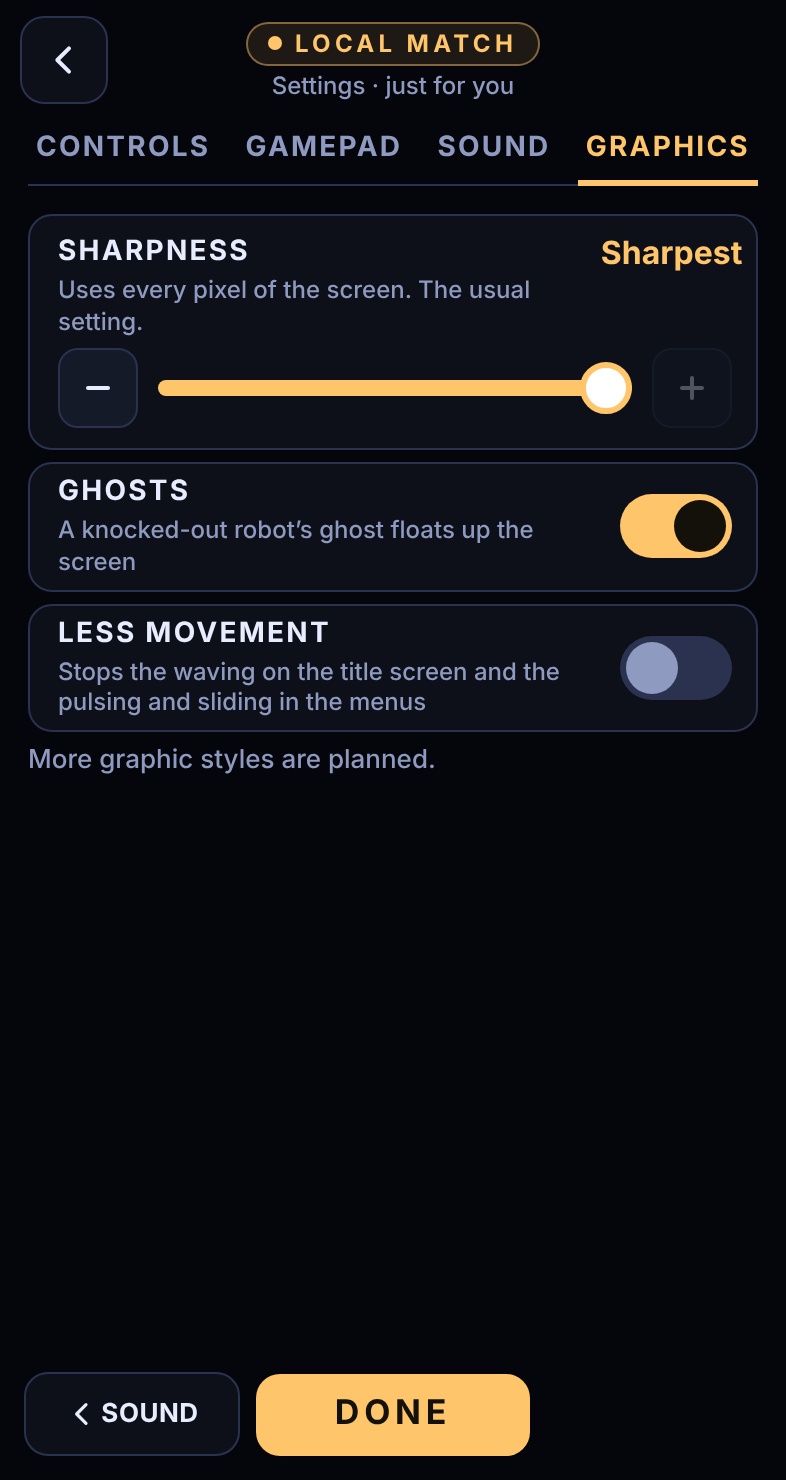 LOCAL MATCH
Settings · just for you
CONTROLS GAMEPAD SOUND GRAPHICS
SHARPNESS
Sharpest
Uses every pixel of the screen. The usual
setting.
GHOSTS
A knocked-out robot’s ghost floats up the
screen
LESS MOVEMENT
Stops the waving on the title screen and the
pulsing and sliding in the menus
More graphic styles are planned.
SOUND
DONE